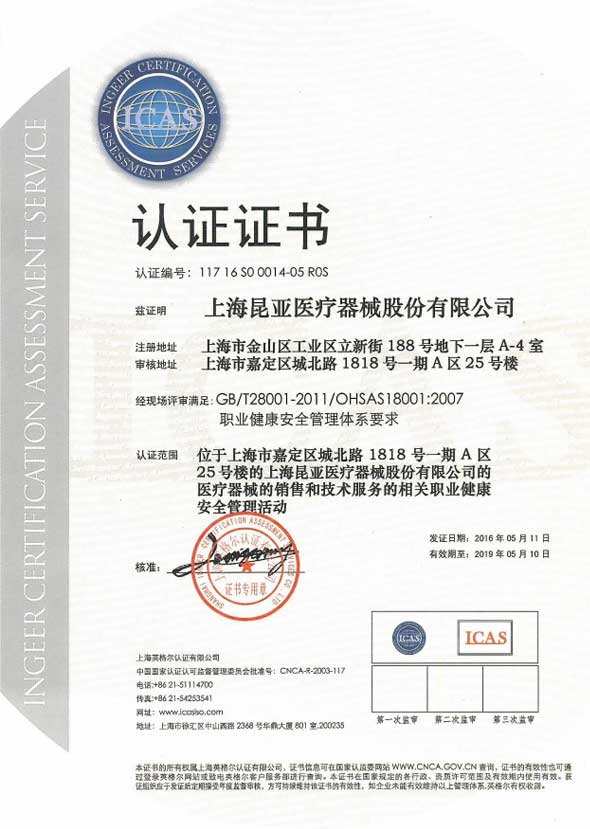 INGEER CERTIFICATION
ICAS
ASSESSMENT SERVICES
INGEER CERTIFICATION ASSESSMENT SERVICE
认证证书
认证编号：117 16 S0 0014-05 R0S
兹证明 上海昆亚医疗器械股份有限公司
注册地址 上海市金山区工业区立新街 188 号地下一层 A-4 室
审核地址 上海市嘉定区城北路 1818 号一期 A 区 25 号楼
经现场评审满足：GB/T28001-2011/OHSAS18001:2007
职业健康安全管理体系要求
认证范围 位于上海市嘉定区城北路 1818 号一期 A 区
25 号楼的上海昆亚医疗器械股份有限公司的
医疗器械的销售和技术服务的相关职业健康
安全管理活动
发证日期：2016 年 05 月 11 日
有效期至：2019 年 05 月 10 日
核准：
SHANGHAI INGEER CERTIFICATION ASSESSMENT SERVICES CO., LTD
上海英格尔认证有限公司
证书专用章
上海英格尔认证有限公司
中国国家认证认可监督管理委员会批准号：CNCA-R-2003-117
电话:+86 21-51114700
传真:+86 21-54253541
网址：www.icasiso.com
地址：上海市徐汇区中山西路 2368 号华鼎大厦 801 室,200235
ICAS
ICAS
第一次监审 第二次监审 第三次监审
本证书的所有权属上海英格尔认证有限公司，证书信息可在国家认监委网站 WWW.CNCA.GOV.CN 查询，证书的有效性也可通
过登录英格尔网站或致电英格尔客户服务部进行查询。本证书在国家规定的各行政、资质许可范围及有效期内使用有效。获
证组织应于发证后定期接受年度监督审核，方可持续维持该证书的有效性，如企业未能有效维持以上管理体系,英格尔有权收回。